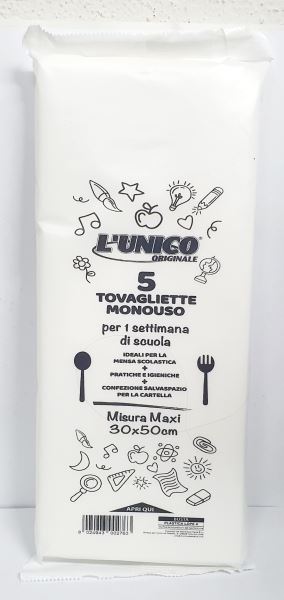 L'UNICO®
ORIGINALE
5
TOVAGLIETTE
MONOUSO
per 1 settimana
di scuola
IDEALI PER LA
MENSA SCOLASTICA
+
PRATICHE E IGIENICHE
+
CONFEZIONE SALVASPAZIO
PER LA CARTELLA
Misura Maxi
30x50cm
APRI QUI